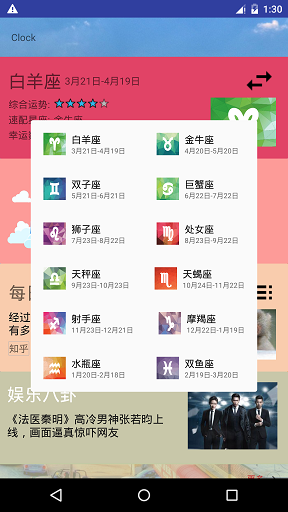 1:30
Clock
白羊座 3月21日-4月19日
综合运势:
速配星座: 金牛座
幸运
白羊座
3月21日-4月19日
金牛座
4月20日-5月20日
双子座
5月21日-6月21日
巨蟹座
6月22日-7月22日
狮子座
7月23日-8月22日
处女座
8月23日-9月22日
天秤座
9月23日-10月23日
天蝎座
10月24日-11月22日
射手座
11月23日-12月21日
摩羯座
12月22日-1月19日
水瓶座
1月20日-2月18日
双鱼座
2月19日-3月20日
每
经过
有多
知乎
娱乐八卦
《法医秦明》高冷男神张若昀上
线，画面逼真惊吓网友